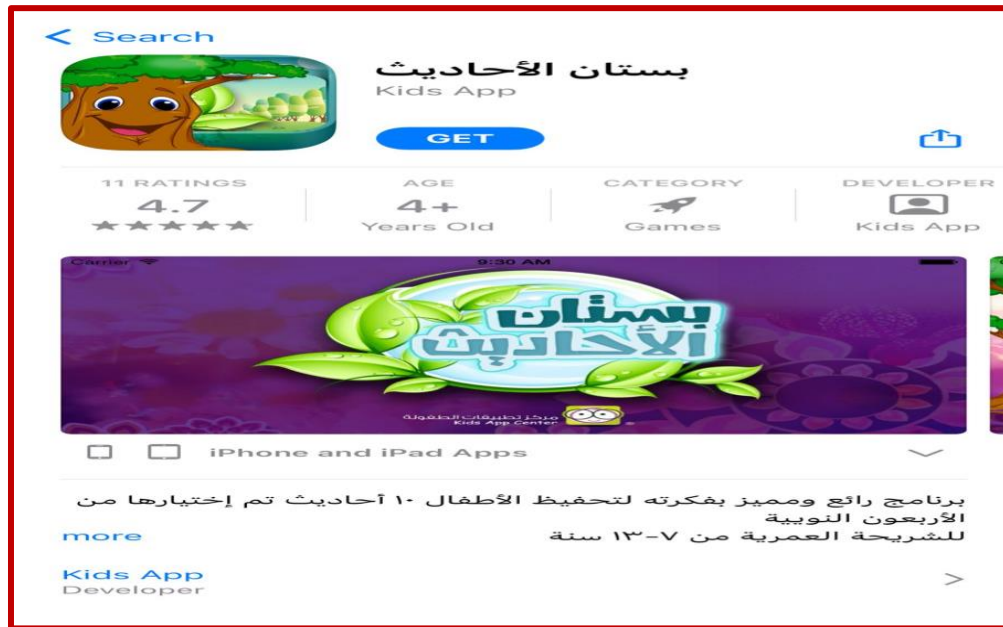 < Search
بستان الأحاديث
Kids App
GET
11 RATINGS
4.7
★★★★★
AGE
4+
Years Old
CATEGORY
Games
DEVELOPER
Kids App
Carrier
9:30 AM
بستان
الأحاديث
مركز تطبيقات الطفولة
Kids App Center
iPhone and iPad Apps
برنامج رائع ومميز بفكرته لتحفيظ الأطفال ١٠ أحاديث تم إختيارها من
الأربعون النويية
للشريحة العمرية من ٧-١٣ سنة
more
Kids App
Developer
>